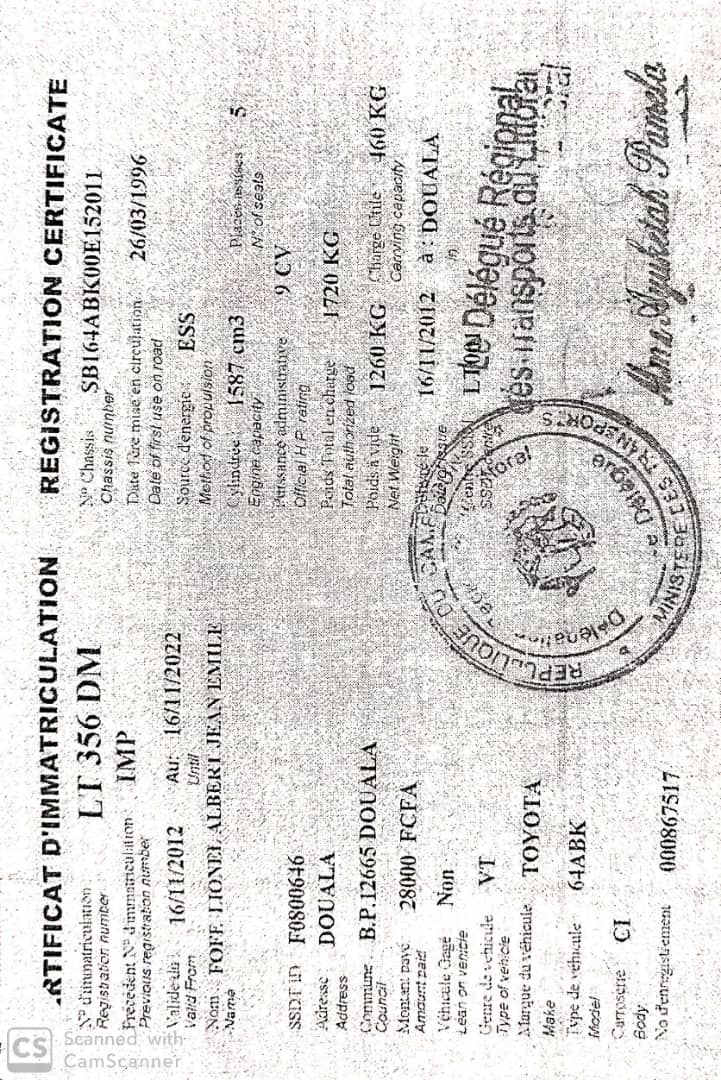 RTIFICAT D'IMMATRICULATION REGISTRATION CERTIFICATE
N° d'immatriculation LT 356 DM
Registration number
Précédent N° d'immatriculation IMP
Previous registration number
Valide du 16/11/2012 Au: 16/11/2022
Valid From Until
Nom LIONEL ALBERT JEAN EMILE
Name
SSDT ID F0800646
Adresse DOUALA
Address
Commune B.P.12665 DOUALA
Council
Montant payé 28000 FCFA
Amount paid
Véhicule Gagé Non
Lean on vehicle
Genre de véhicule VT
Type of vehicle
Marque du véhicule TOYOTA
Make
Type de véhicule 64ABK
Model
Carrosserie CI
Body
No d'enregistrement 000867517
N° Chassis SB164ABK00E152011
Chassis number
Date 1ère mise en circulation 26/03/1996
Date of first use on road
Source d'énergie ESS
Method of propulsion
Cylindree 1587 cm3 Places assises 5
Engine capacity N° of seats
Puissance administrative 9 CV
Official H.P. rating
Poids Total en charge 1720 KG
Total authorized load
Poids à vide 1260 KG Charge Utile 460 KG
Net Weight Carrying capacity
Délivré le 16/11/2012 à : DOUALA
Date of issue in
Le Délégué Régional
des Transports du Littoral
Mme Ayuketah Pamela
REPUBLIQUE DU CAMEROUN
MINISTERE DES TRANSPORTS
CS Scanned with
CamScanner